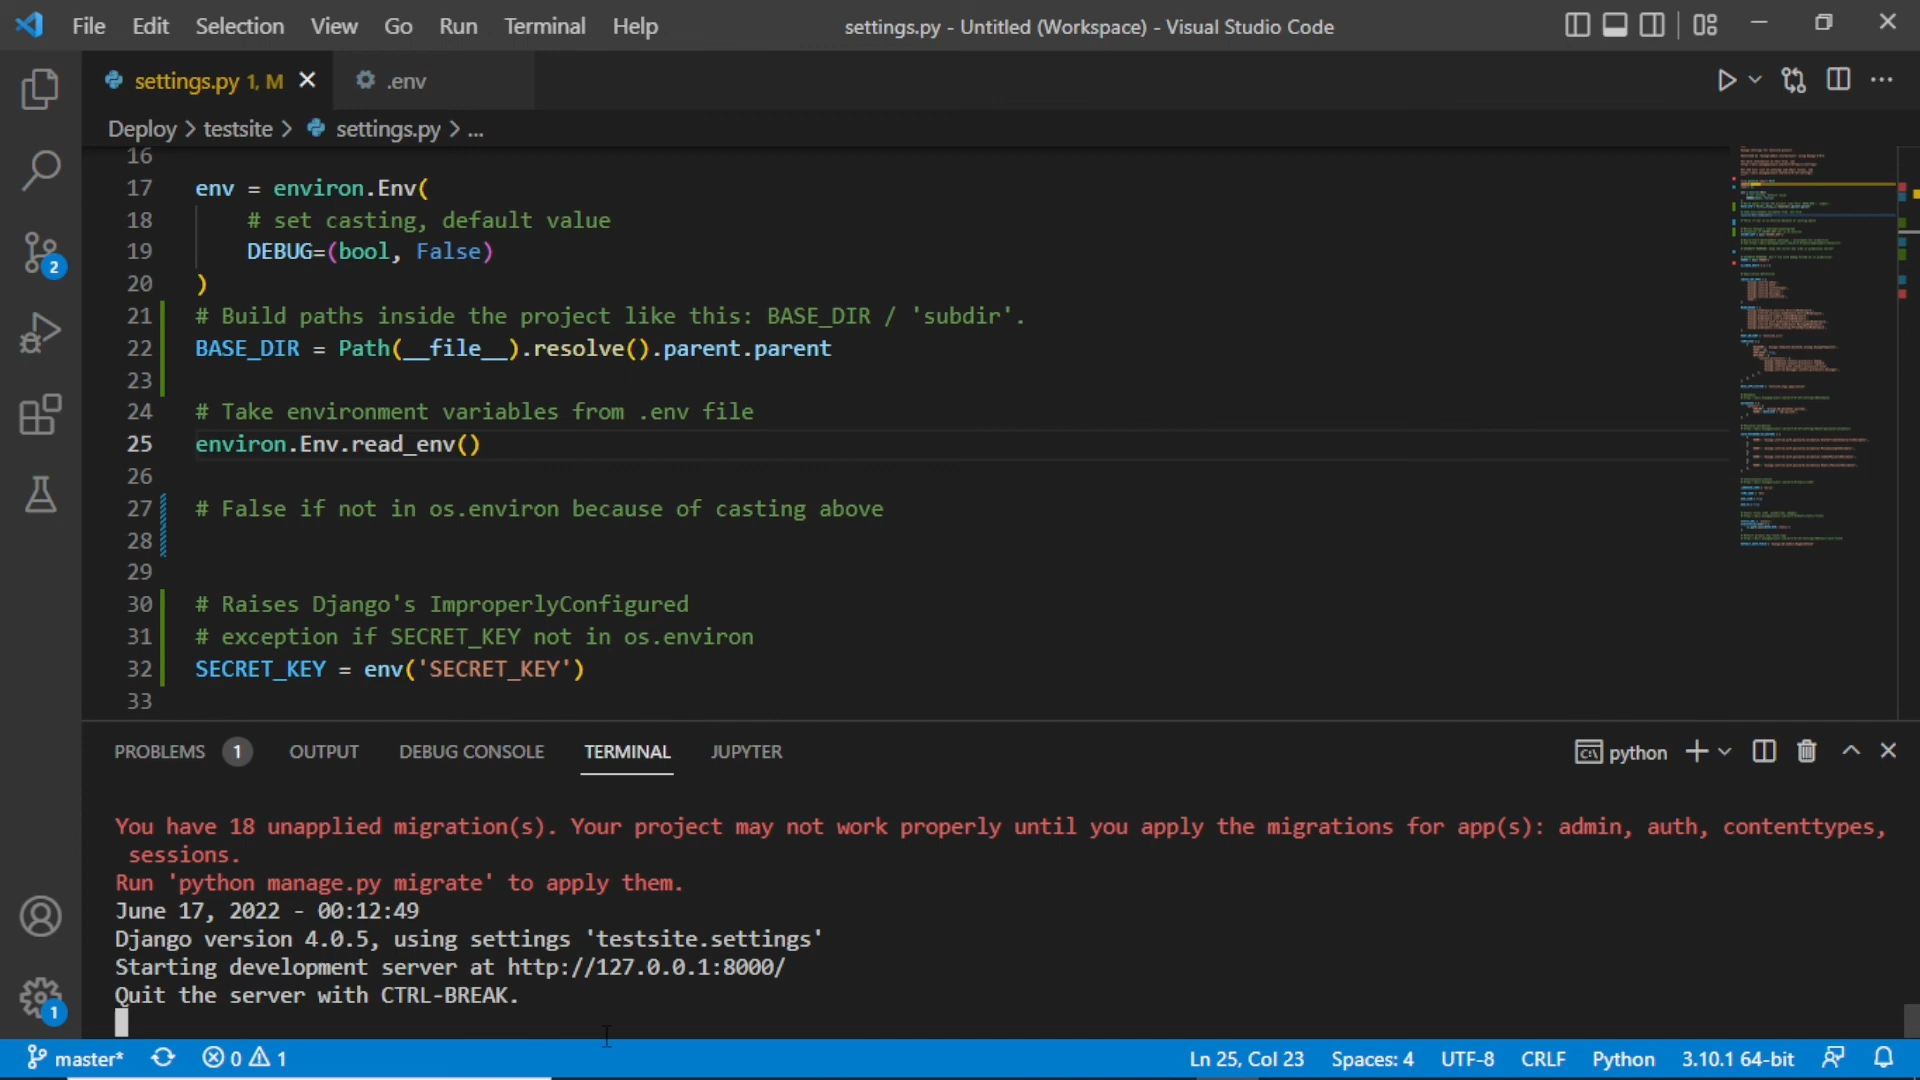 File Edit Selection View Go Run Terminal Help settings.py - Untitled (Workspace) - Visual Studio Code
settings.py 1, M .env
Deploy > testsite > settings.py > ...
16
17 env = environ.Env(
18 # set casting, default value
19 DEBUG=(bool, False)
20 )
21 # Build paths inside the project like this: BASE_DIR / 'subdir'.
22 BASE_DIR = Path(__file__).resolve().parent.parent
23
24 # Take environment variables from .env file
25 environ.Env.read_env()
26
27 # False if not in os.environ because of casting above
28
29
30 # Raises Django's ImproperlyConfigured
31 # exception if SECRET_KEY not in os.environ
32 SECRET_KEY = env('SECRET_KEY')
33
2
PROBLEMS 1 OUTPUT DEBUG CONSOLE TERMINAL JUPYTER python
You have 18 unapplied migration(s). Your project may not work properly until you apply the migrations for app(s): admin, auth, contenttypes,
sessions.
Run 'python manage.py migrate' to apply them.
June 17, 2022 - 00:12:49
Django version 4.0.5, using settings 'testsite.settings'
Starting development server at http://127.0.0.1:8000/
Quit the server with CTRL-BREAK.
1
master* 0 1 Ln 25, Col 23 Spaces: 4 UTF-8 CRLF Python 3.10.1 64-bit